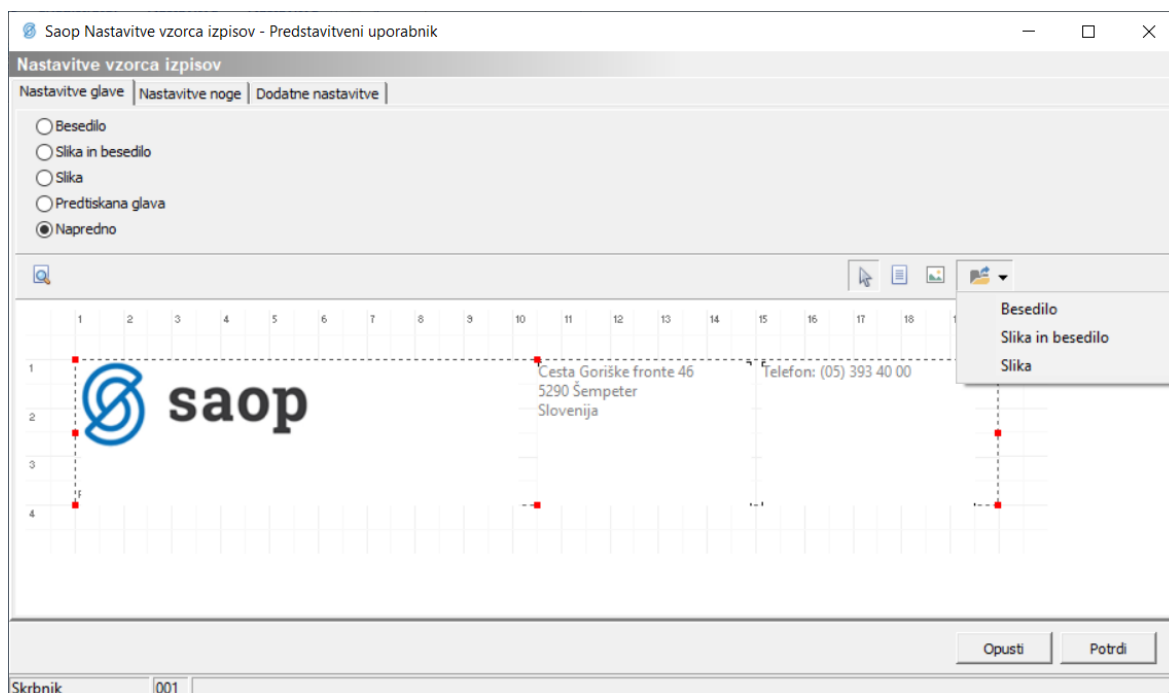 Saop Nastavitve vzorca izpisov - Predstavitveni uporabnik
Nastavitve vzorca izpisov
Nastavitve glave Nastavitve noge Dodatne nastavitve
Besedilo
Slika in besedilo
Slika
Predtiskana glava
Napredno
Besedilo
Slika in besedilo
Slika
1 2 3 4 5 6 7 8 9 10 11 12 13 14 15 16 17 18
1
2
3
4
saop
Cesta Goriške fronte 46
5290 Šempeter
Slovenija
Telefon: (05) 393 40 00
Opusti Potrdi
Skrbnik 001